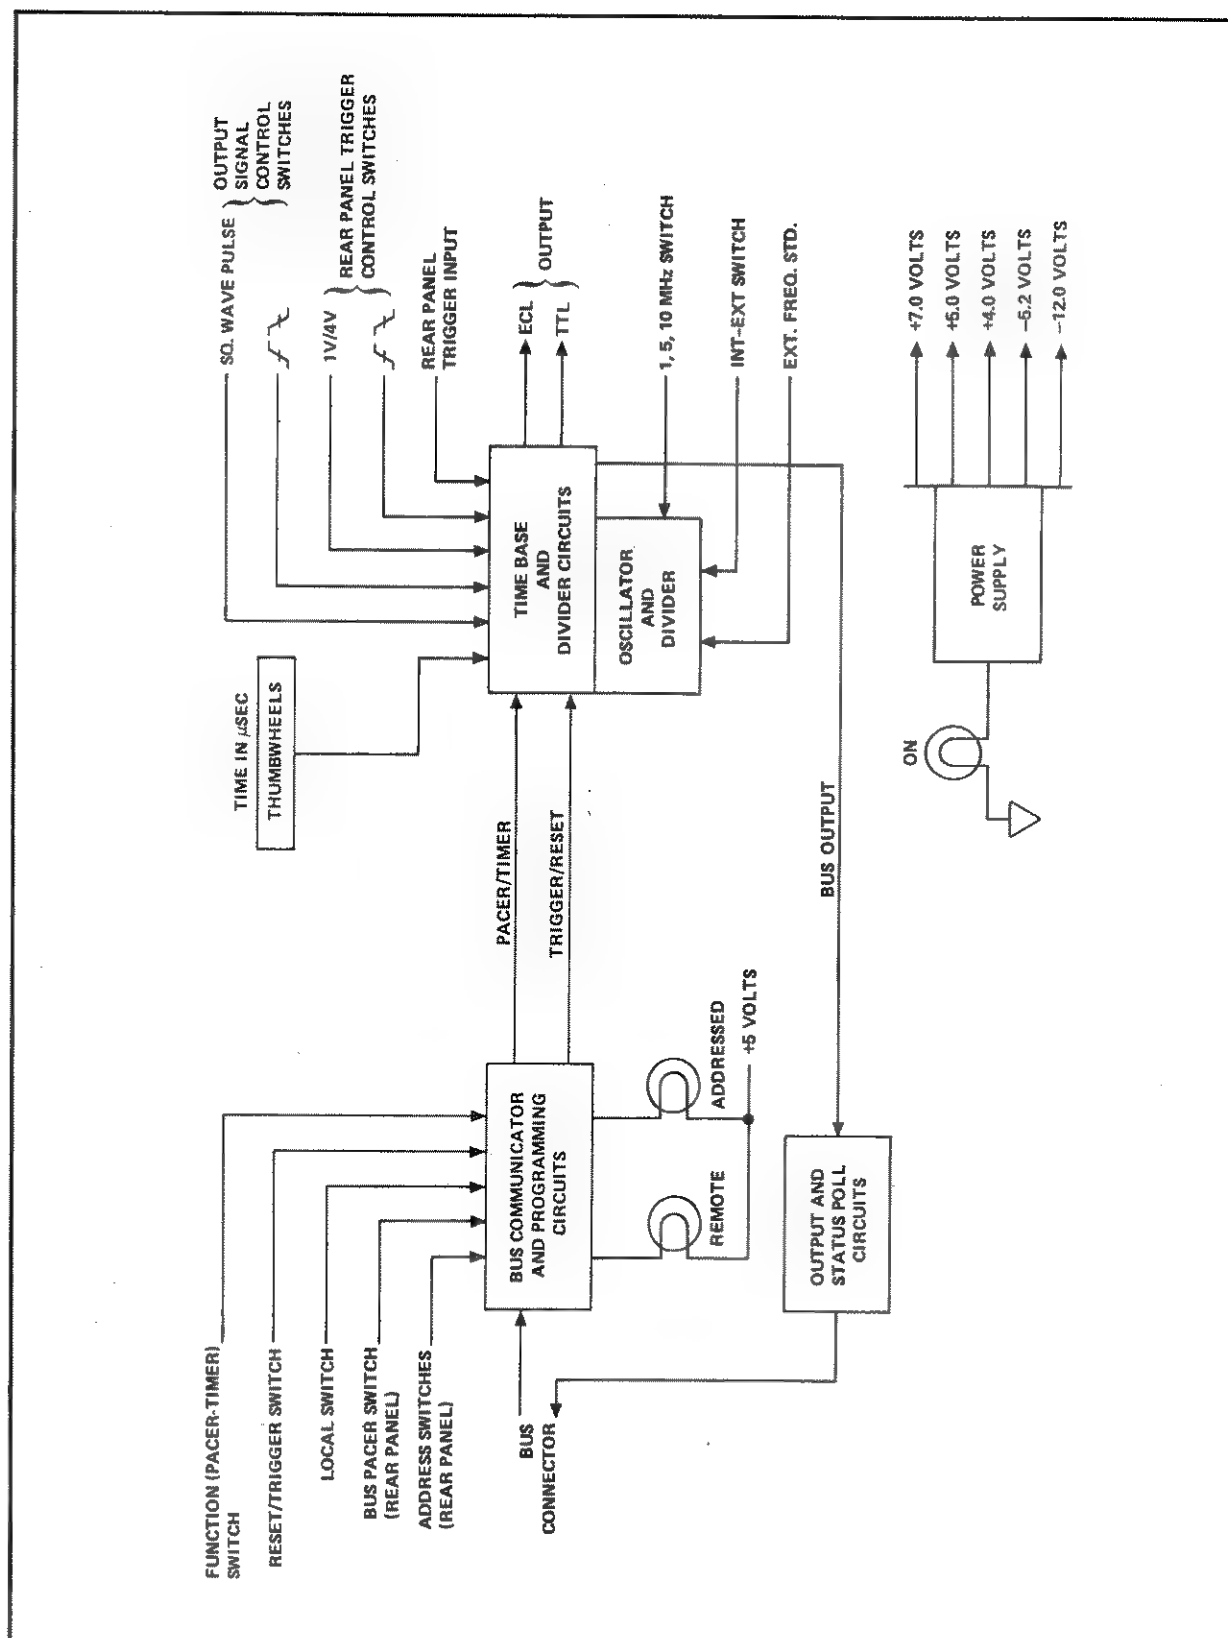 FUNCTION (PACER-TIMER)
SWITCH
RESET/TRIGGER SWITCH
LOCAL SWITCH
BUS PACER SWITCH
(REAR PANEL)
ADDRESS SWITCHES
(REAR PANEL)
BUS
CONNECTOR
BUS COMMUNICATOR
AND PROGRAMMING
CIRCUITS
REMOTE
ADDRESSED
+5 VOLTS
OUTPUT AND
STATUS POLL
CIRCUITS
PACER/TIMER
TRIGGER/RESET
BUS OUTPUT
TIME IN μSEC
THUMBWHEELS
SQ. WAVE PULSE
OUTPUT
SIGNAL
CONTROL
SWITCHES
1V/4V
REAR PANEL TRIGGER
CONTROL SWITCHES
REAR PANEL
TRIGGER INPUT
TIME BASE
AND
DIVIDER CIRCUITS
OSCILLATOR
AND
DIVIDER
ECL
TTL
OUTPUT
1, 5, 10 MHz SWITCH
INT-EXT SWITCH
EXT. FREQ. STD.
ON
POWER
SUPPLY
+7.0 VOLTS
+5.0 VOLTS
+4.0 VOLTS
−5.2 VOLTS
−12.0 VOLTS